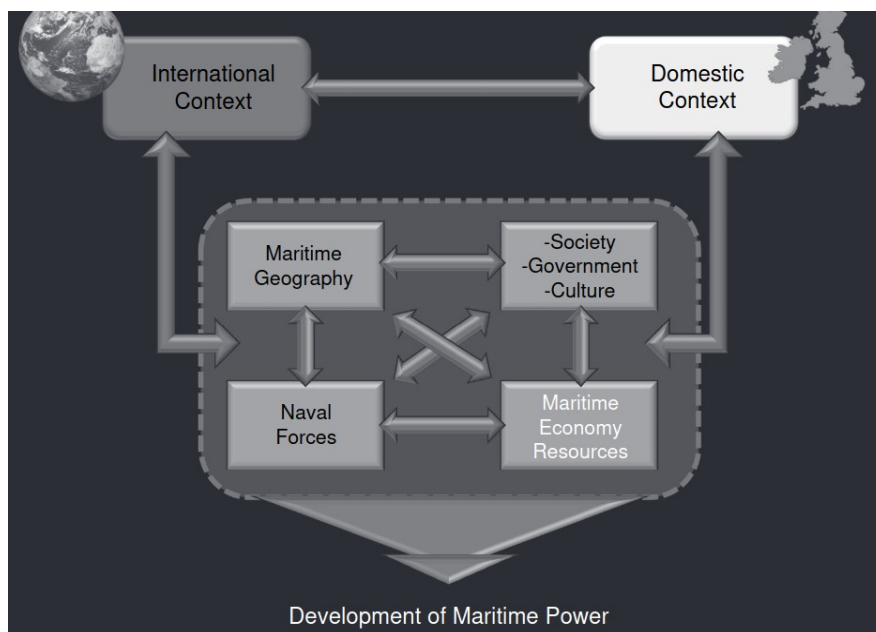 International
Context
Domestic
Context
Maritime
Geography
-Society
-Government
-Culture
Naval
Forces
Maritime
Economy
Resources
Development of Maritime Power